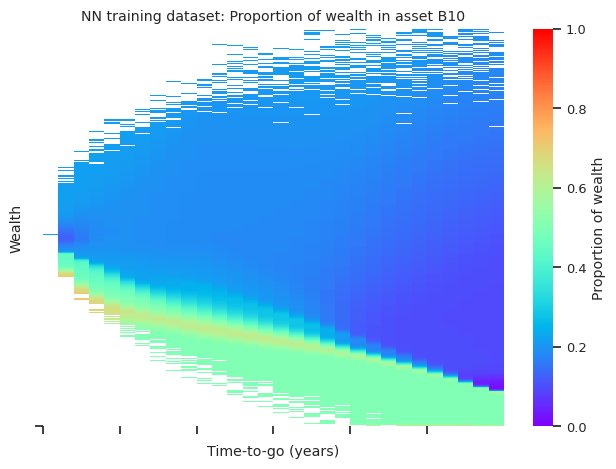 NN training dataset: Proportion of wealth in asset B10
Wealth
Time-to-go (years)
1.0
0.8
0.6
0.4
0.2
0.0
Proportion of wealth